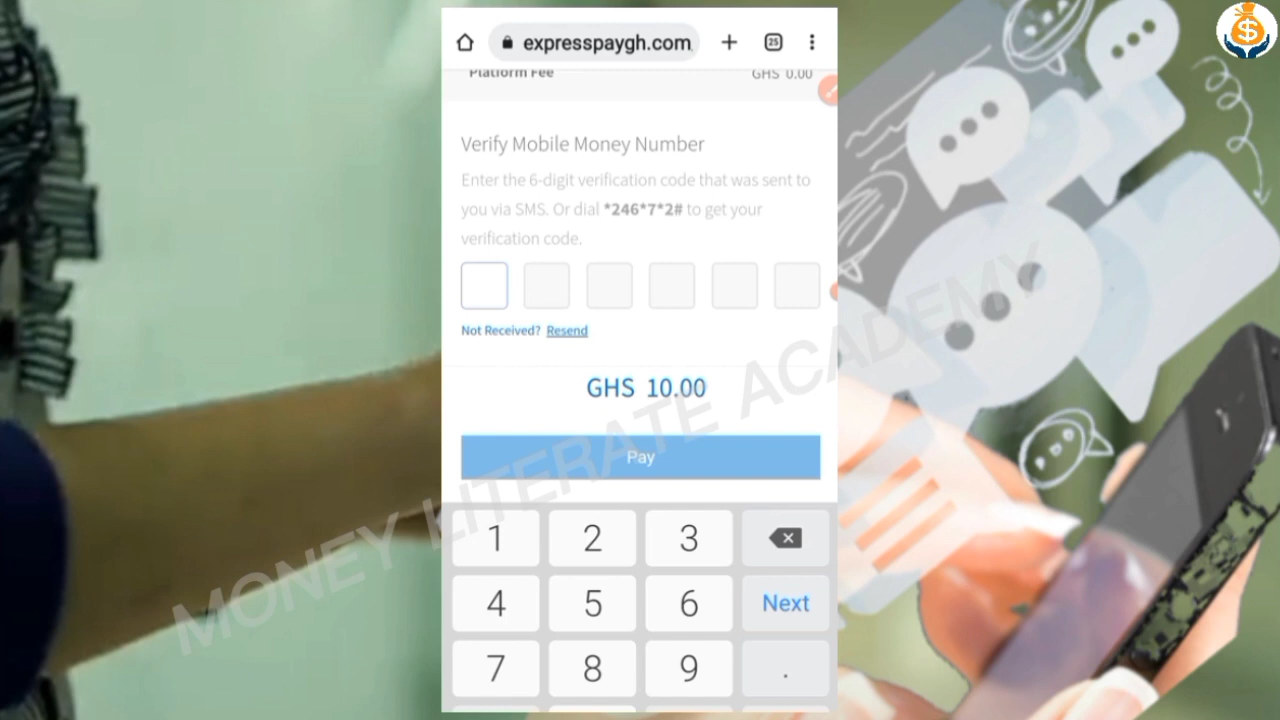 expresspaygh.com
25
Platform Fee GHS 0.00
Verify Mobile Money Number
Enter the 6-digit verification code that was sent to
you via SMS. Or dial *246*7*2# to get your
verification code.
Not Received? Resend
GHS 10.00
Pay
1 2 3
4 5 6 Next
7 8 9 .
MONEY LITERATE ACADEMY
$